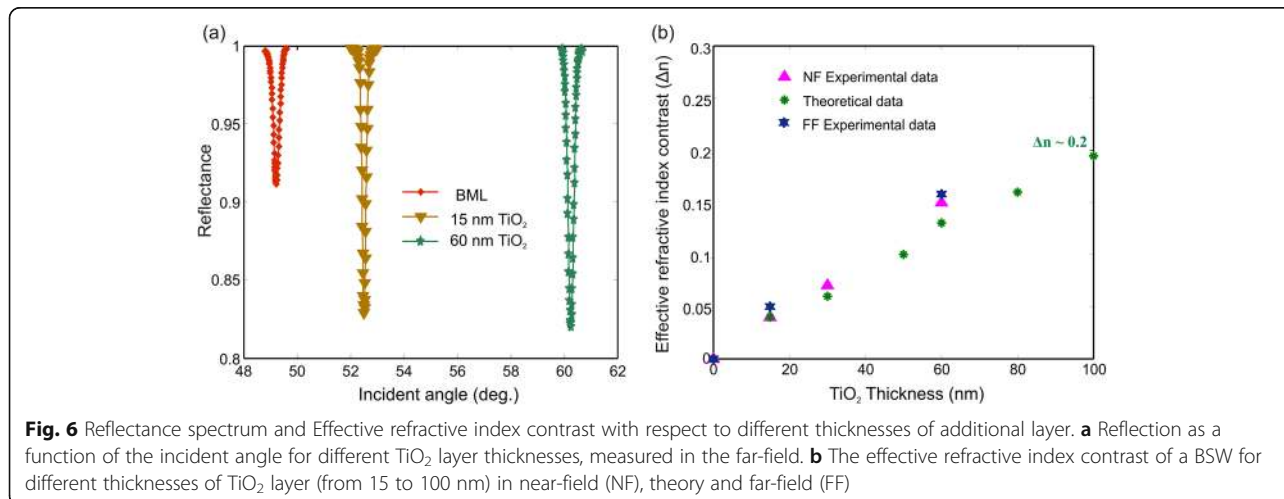 (a)
1
0.95
0.9
0.85
0.8
Reflectance
BML
15 nm TiO₂
60 nm TiO₂
48 50 52 54 56 58 60 62
Incident angle (deg.)
(b)
0.3
0.25
0.2
0.15
0.1
0.05
0
Effective refractive index contrast (Δn)
NF Experimental data
Theoretical data
FF Experimental data
Δn ~ 0.2
0 20 40 60 80 100
TiO₂ Thickness (nm)
Fig. 6 Reflectance spectrum and Effective refractive index contrast with respect to different thicknesses of additional layer. a Reflection as a
function of the incident angle for different TiO₂ layer thicknesses, measured in the far-field. b The effective refractive index contrast of a BSW for
different thicknesses of TiO₂ layer (from 15 to 100 nm) in near-field (NF), theory and far-field (FF)